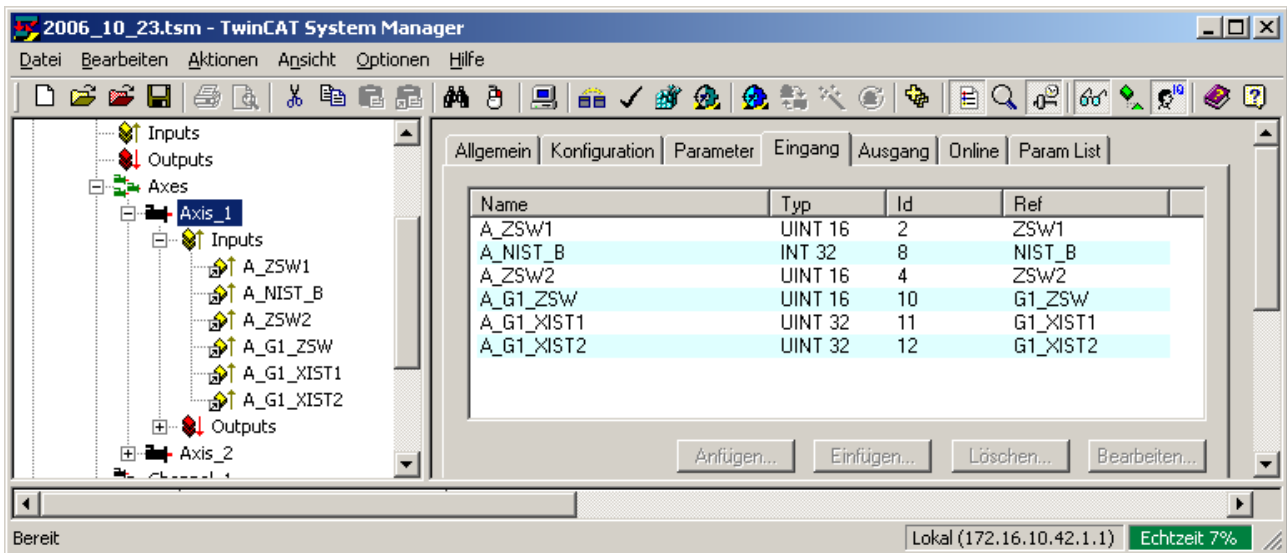 2006_10_23.tsm - TwinCAT System Manager
Datei Bearbeiten Aktionen Ansicht Optionen Hilfe
Inputs
Outputs
Axes
Axis_1
Inputs
A_ZSW1
A_NIST_B
A_ZSW2
A_G1_ZSW
A_G1_XIST1
A_G1_XIST2
Outputs
Axis_2
Allgemein Konfiguration Parameter Eingang Ausgang Online Param List
Name Typ Id Ref
A_ZSW1 UINT 16 2 ZSW1
A_NIST_B INT 32 8 NIST_B
A_ZSW2 UINT 16 4 ZSW2
A_G1_ZSW UINT 16 10 G1_ZSW
A_G1_XIST1 UINT 32 11 G1_XIST1
A_G1_XIST2 UINT 32 12 G1_XIST2
Anfügen... Einfügen... Löschen... Bearbeiten...
Bereit Lokal (172.16.10.42.1.1) Echtzeit 7%